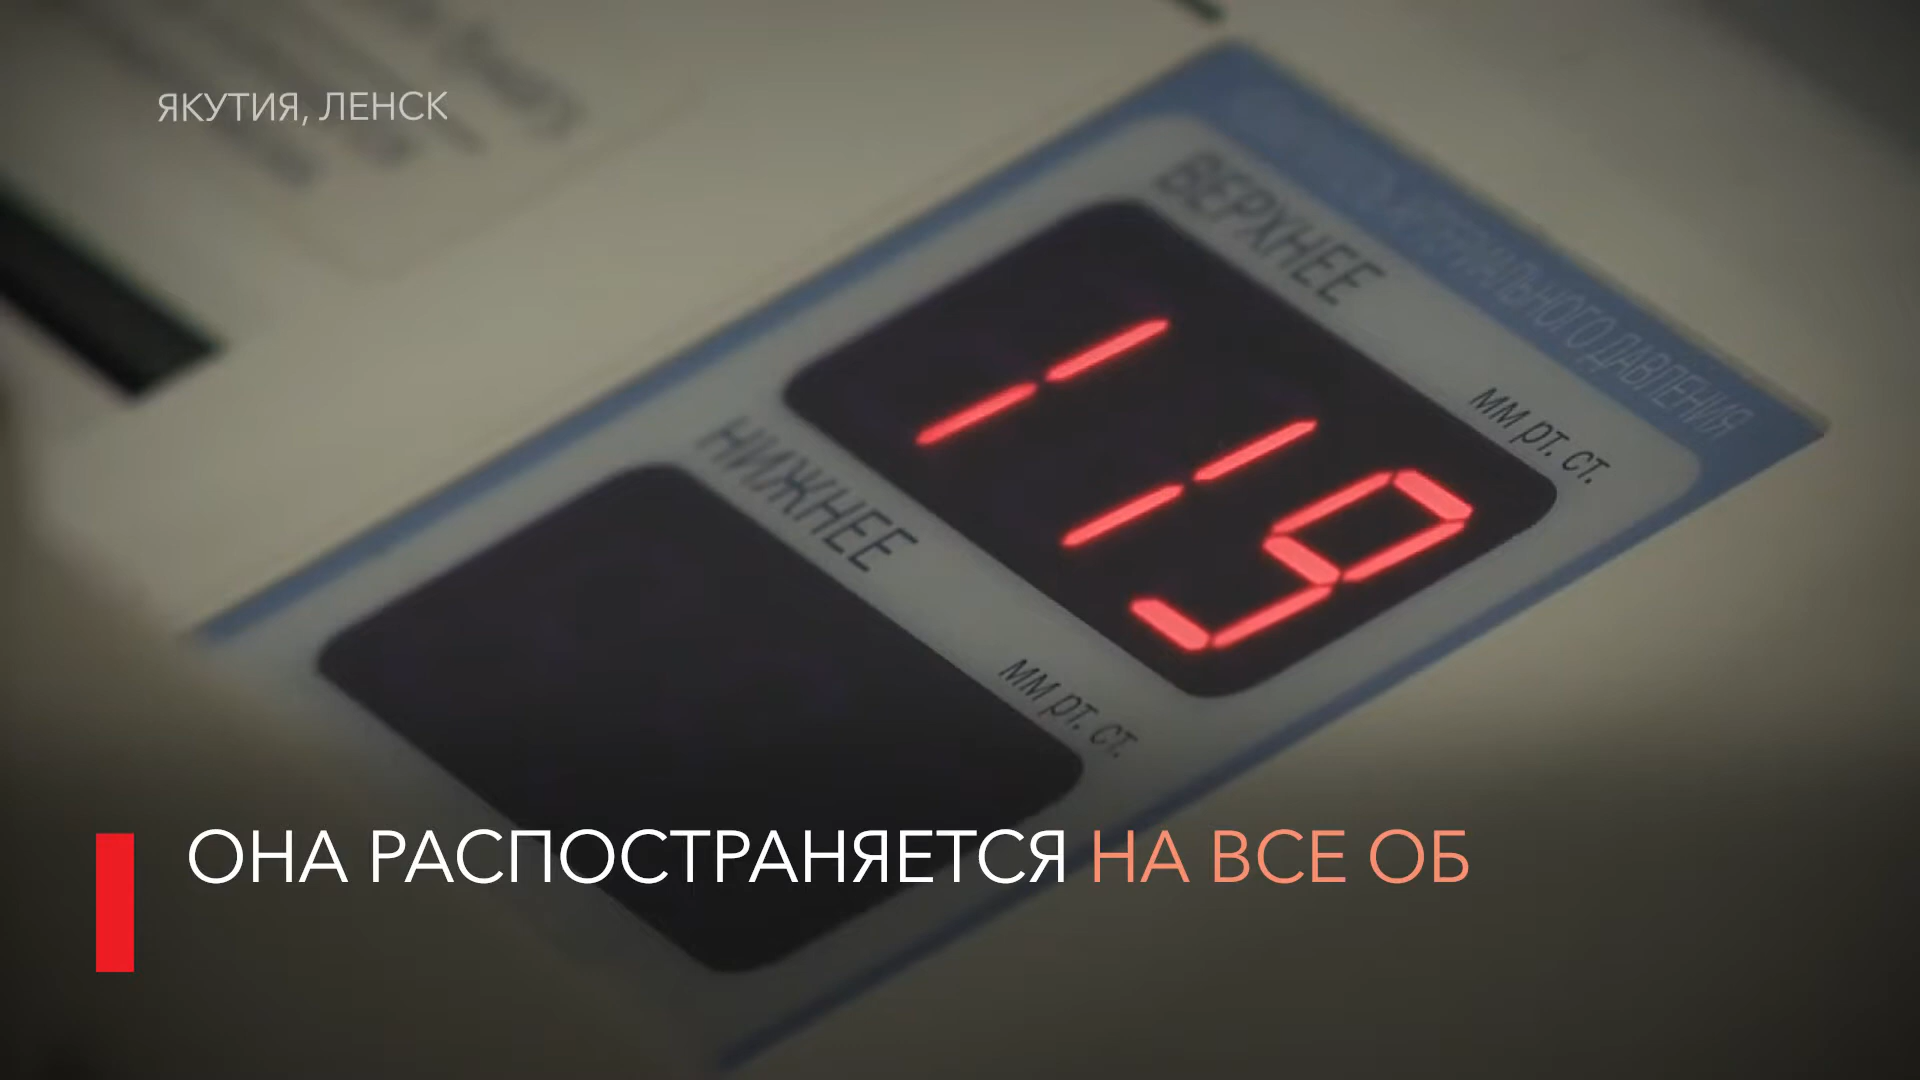 ЯКУТИЯ, ЛЕНСК
АРТЕРИАЛЬНОГО ДАВЛЕНИЯ
ВЕРХНЕЕ
119
ММ РТ. СТ.
НИЖНЕЕ
ММ РТ. СТ.
ОНА РАСПОСТРАНЯЕТСЯ НА ВСЕ ОБ